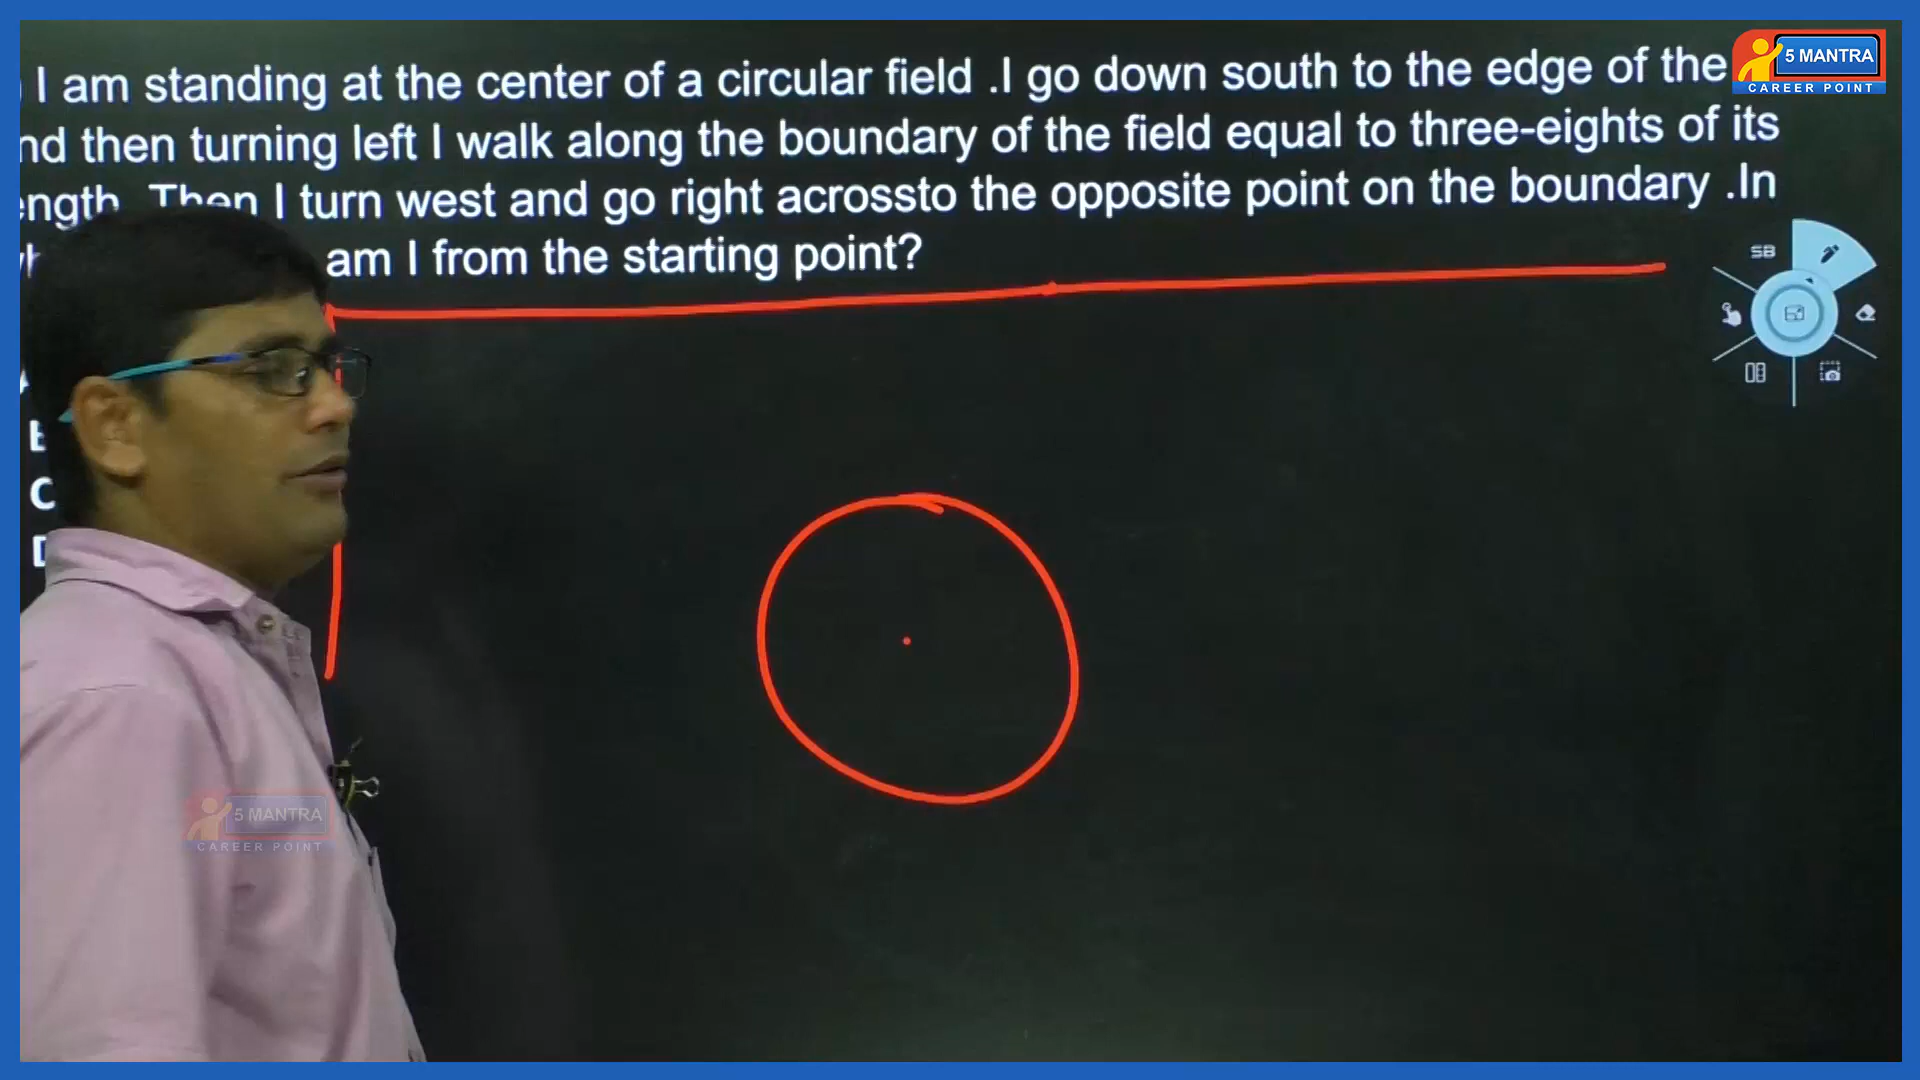 I am standing at the center of a circular field .I go down south to the edge of the
then turning left I walk along the boundary of the field equal to three-eights of its
Then I turn west and go right acrossto the opposite point on the boundary .In
am I from the starting point?
5 MANTRA
CAREER POINT
SB
C
5 MANTRA
CAREER POINT